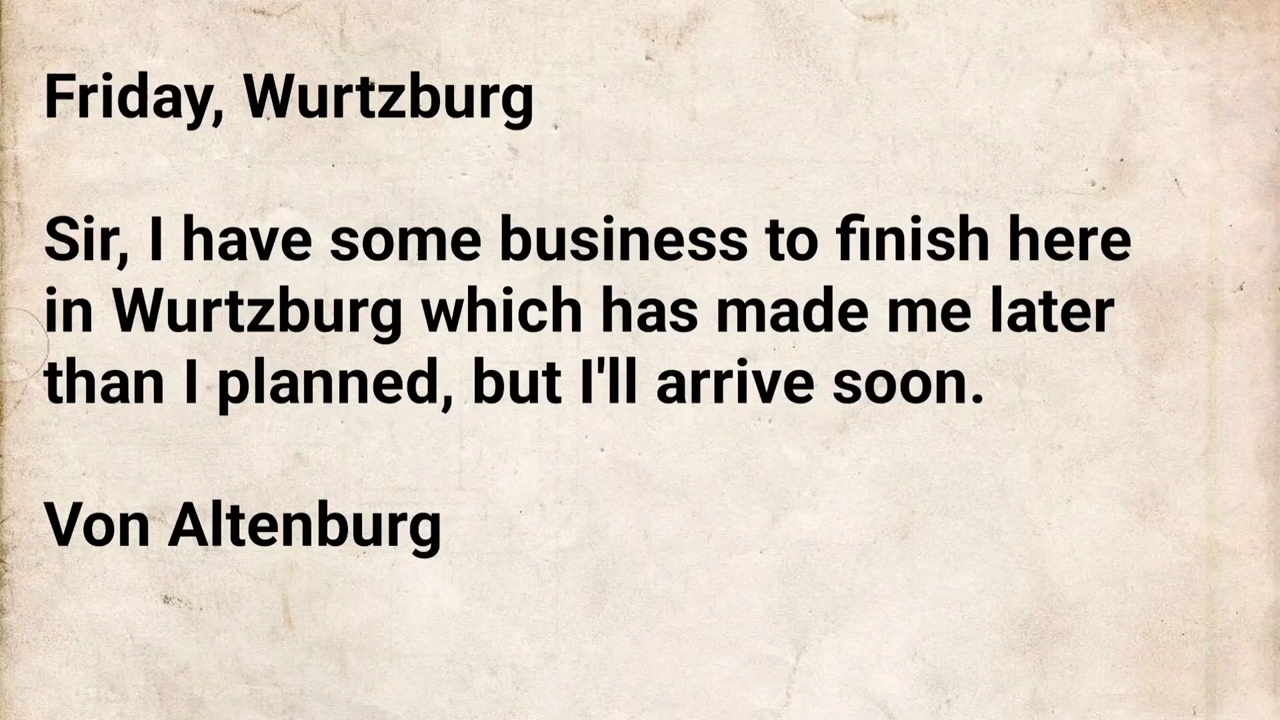 Friday, Wurtzburg
Sir, I have some business to finish here
in Wurtzburg which has made me later
than I planned, but I'll arrive soon.
Von Altenburg